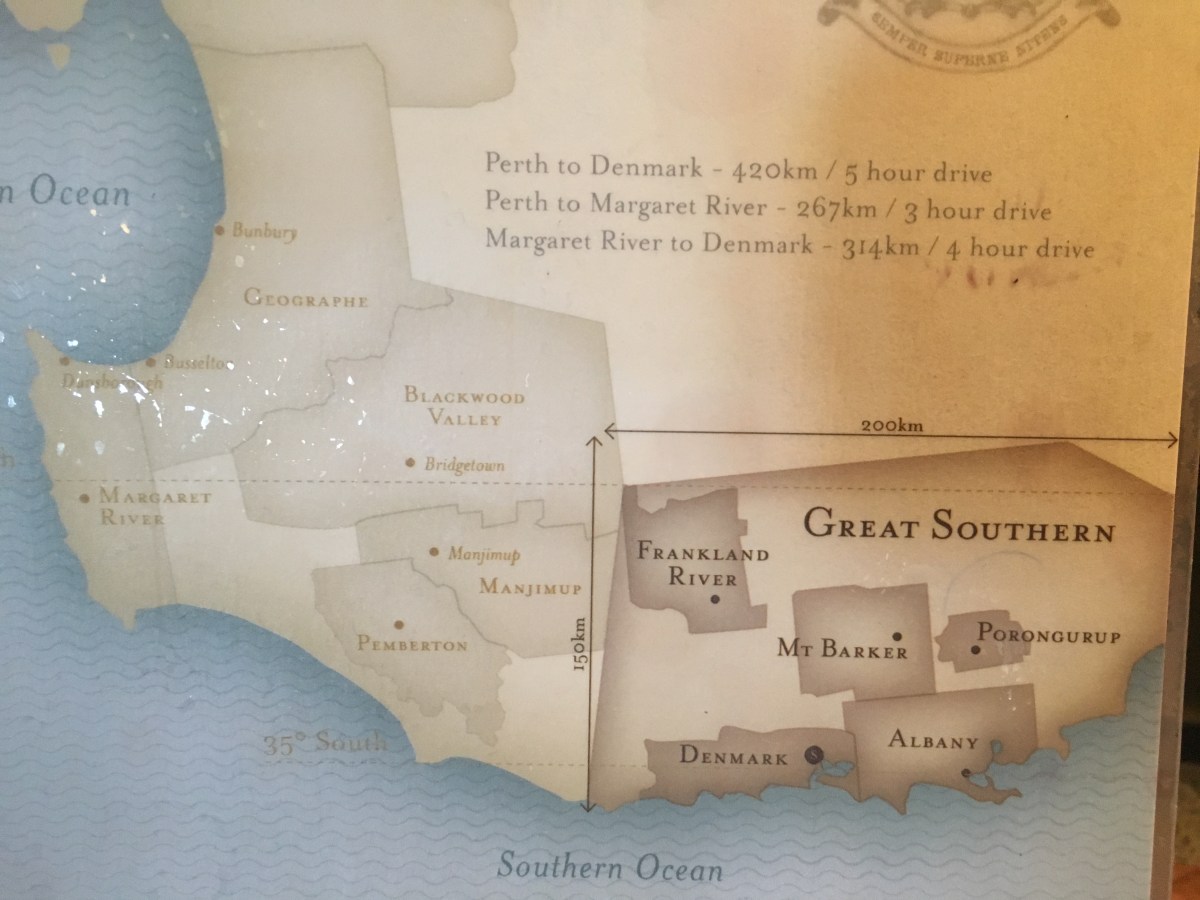 SEMPER SUPERNE NITENS
n Ocean
Perth to Denmark - 420km / 5 hour drive
Perth to Margaret River - 267km / 3 hour drive
Margaret River to Denmark - 314km / 4 hour drive
Bunbury
Geographe
Busselton
Blackwood
Valley
200km
Bridgetown
Margaret
River
Great Southern
Manjimup
Manjimup
Frankland
River
150km
Pemberton
Mt Barker
Porongurup
35° South
Denmark
S
Albany
Southern Ocean